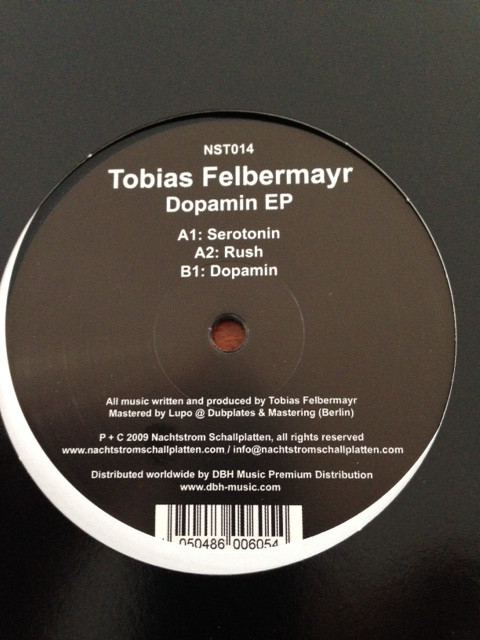 NST014
Tobias Felbermayr
Dopamin EP
A1: Serotonin
A2: Rush
B1: Dopamin
All music written and produced by Tobias Felbermayr
Mastered by Lupo @ Dubplates & Mastering (Berlin)
P + C 2009 Nachtstrom Schallplatten, all rights reserved
www.nachtstromschallplatten.com / info@nachtstromschallplatten.com
Distributed worldwide by DBH Music Premium Distribution
www.dbh-music.com
050486 006054